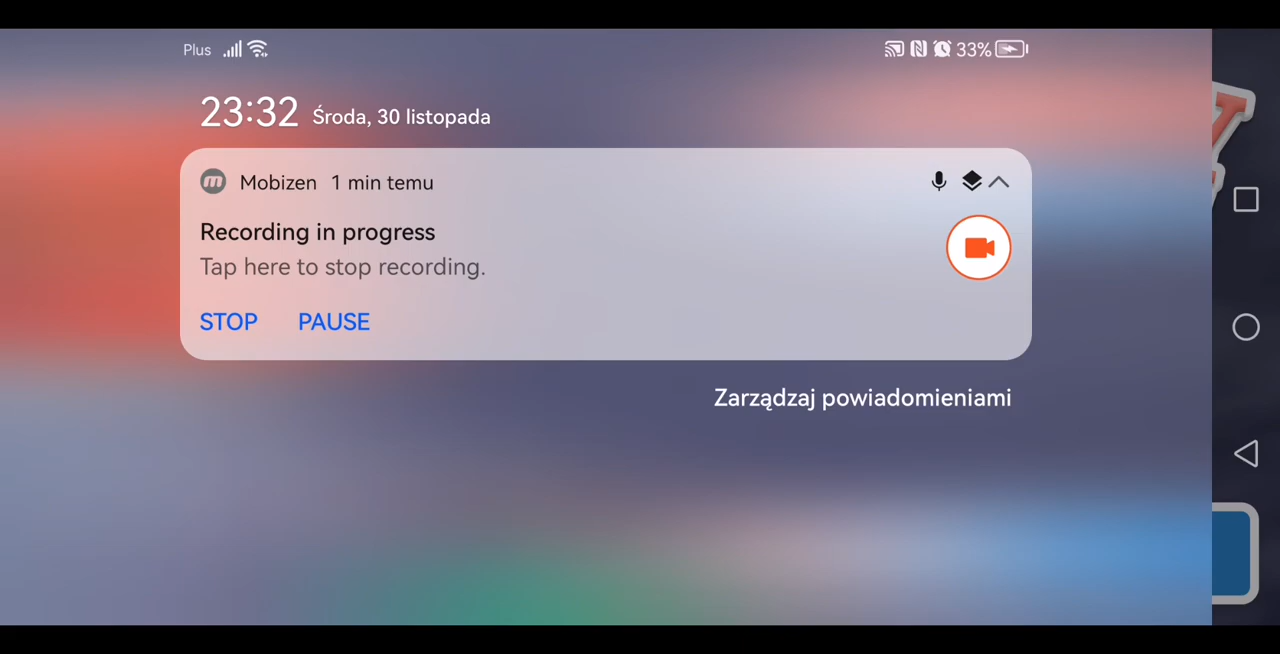 Plus 33%
23:32 Środa, 30 listopada
Mobizen 1 min temu
Recording in progress
Tap here to stop recording.
STOP PAUSE
Zarządzaj powiadomieniami